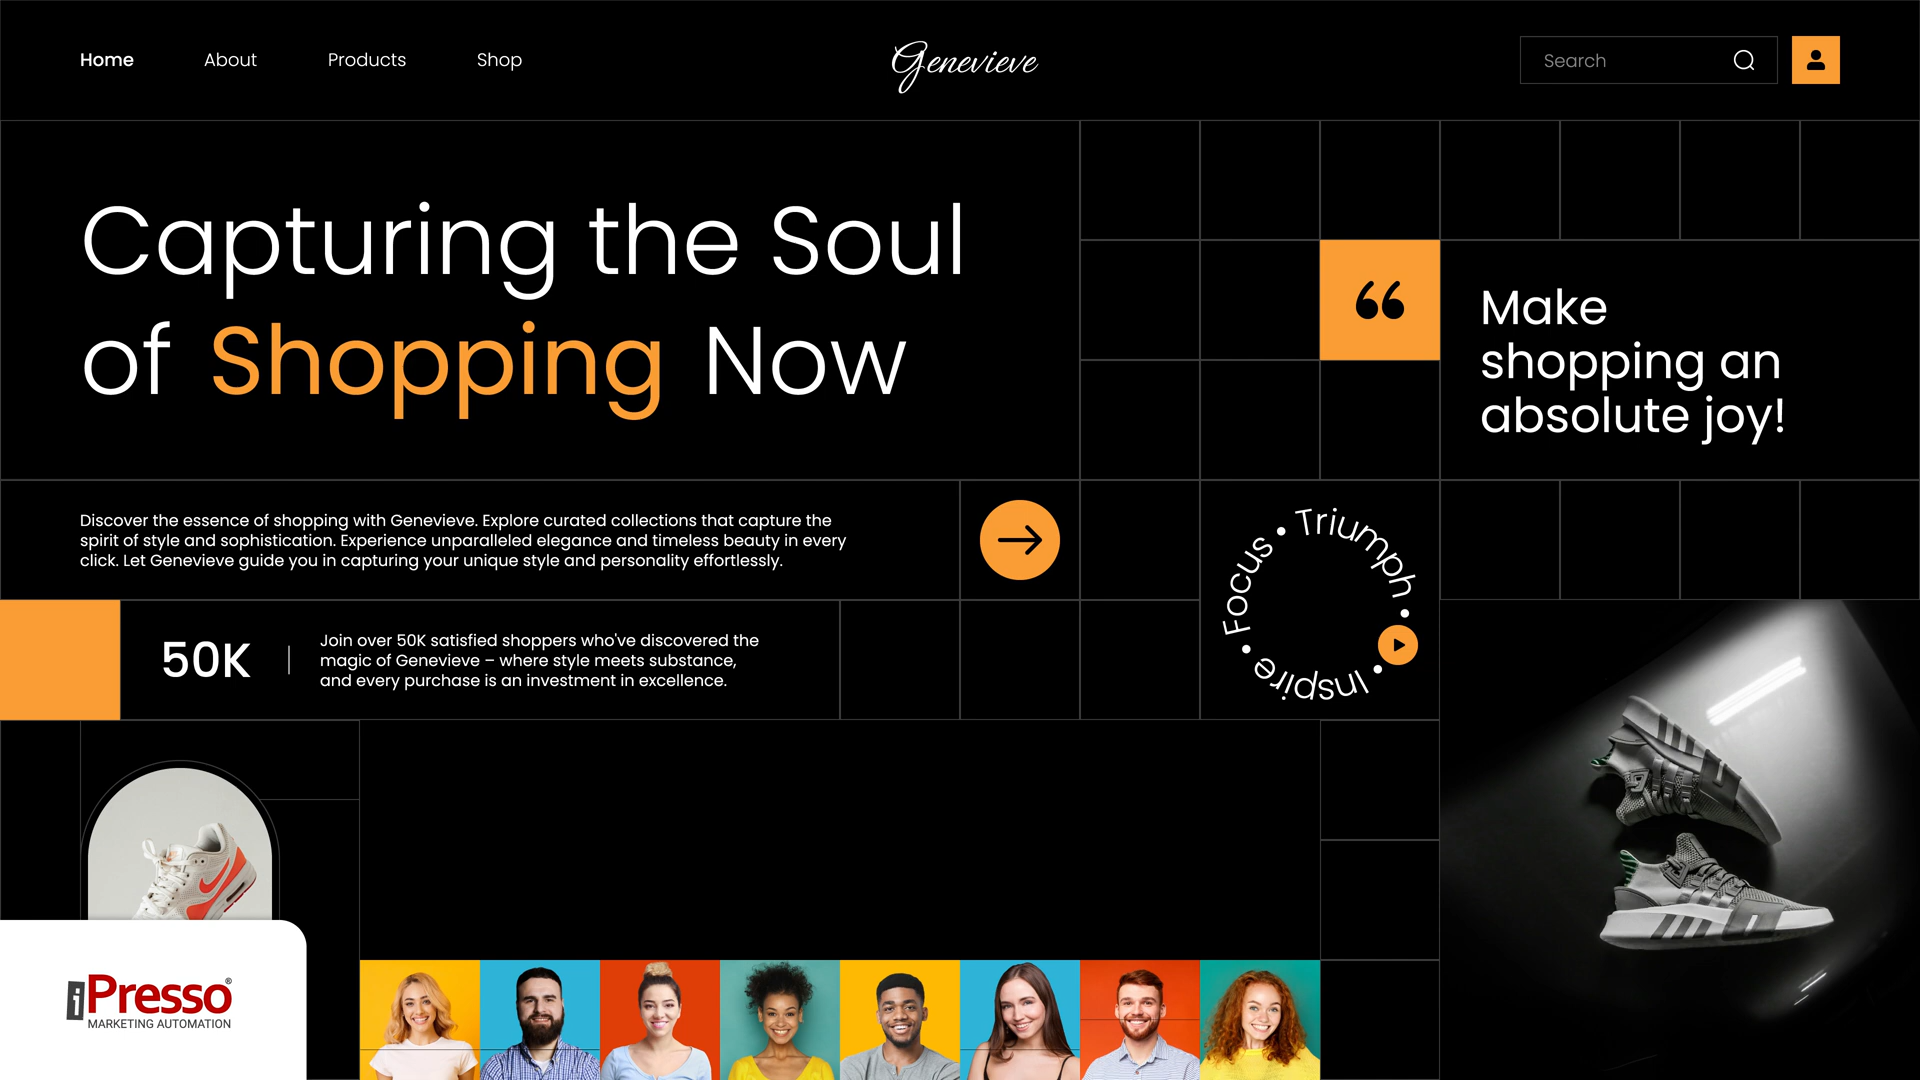 Home
About
Products
Shop
Genevieve
Search
Capturing the Soul
of Shopping Now
“
Make
shopping an
absolute joy!
Discover the essence of shopping with Genevieve. Explore curated collections that capture the
spirit of style and sophistication. Experience unparalleled elegance and timeless beauty in every
click. Let Genevieve guide you in capturing your unique style and personality effortlessly.
Focus • Triumph • Inspire •
50K
Join over 50K satisfied shoppers who've discovered the
magic of Genevieve – where style meets substance,
and every purchase is an investment in excellence.
iPresso®
MARKETING AUTOMATION